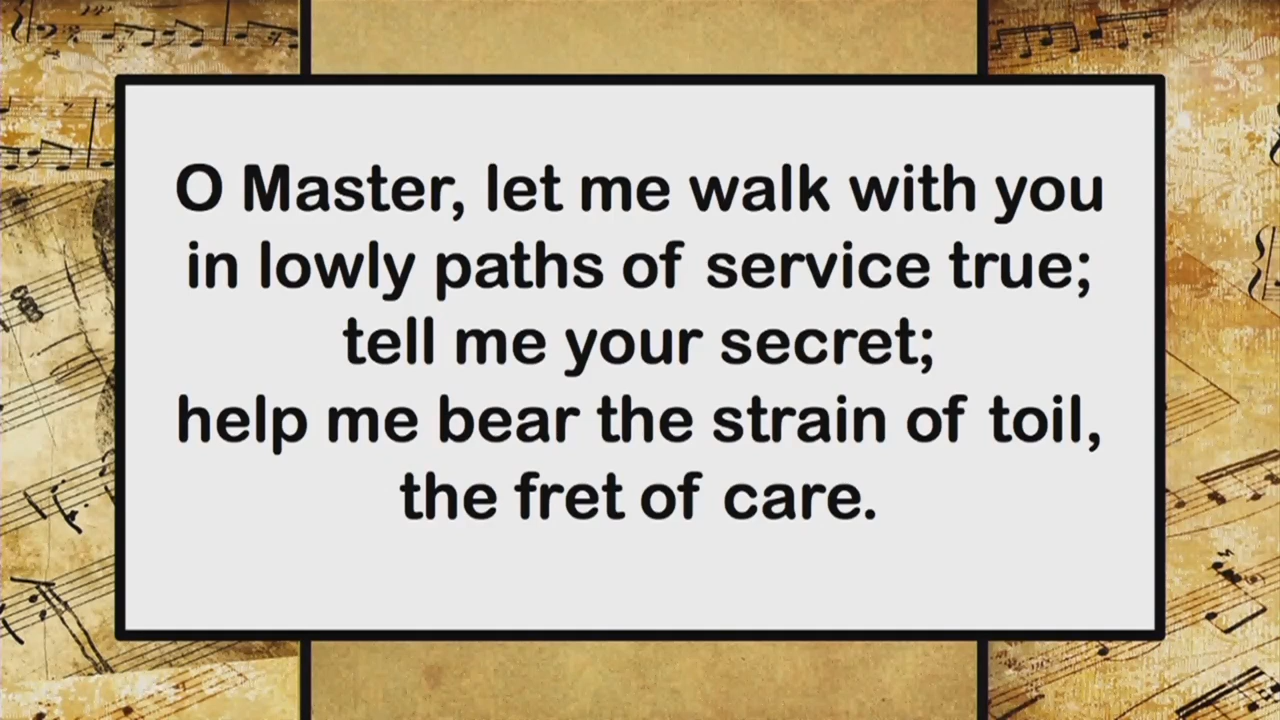 O Master, let me walk with you
in lowly paths of service true;
tell me your secret;
help me bear the strain of toil,
the fret of care.